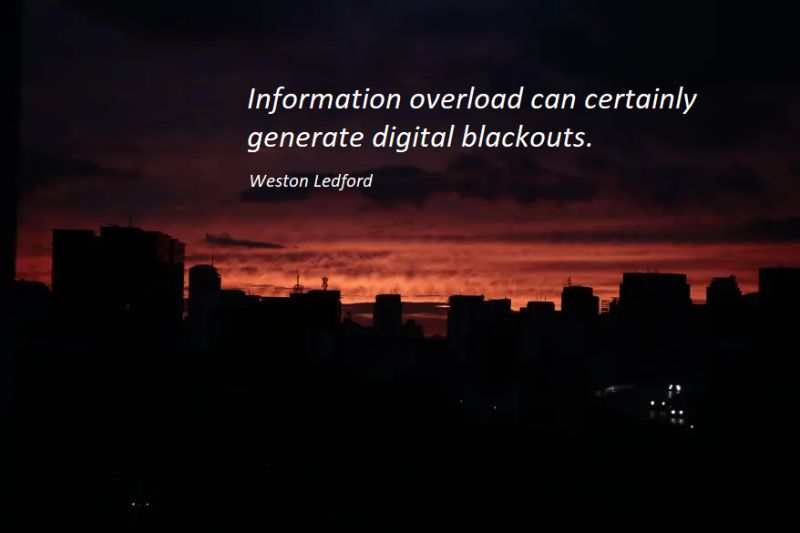 Information overload can certainly
generate digital blackouts.
Weston Ledford